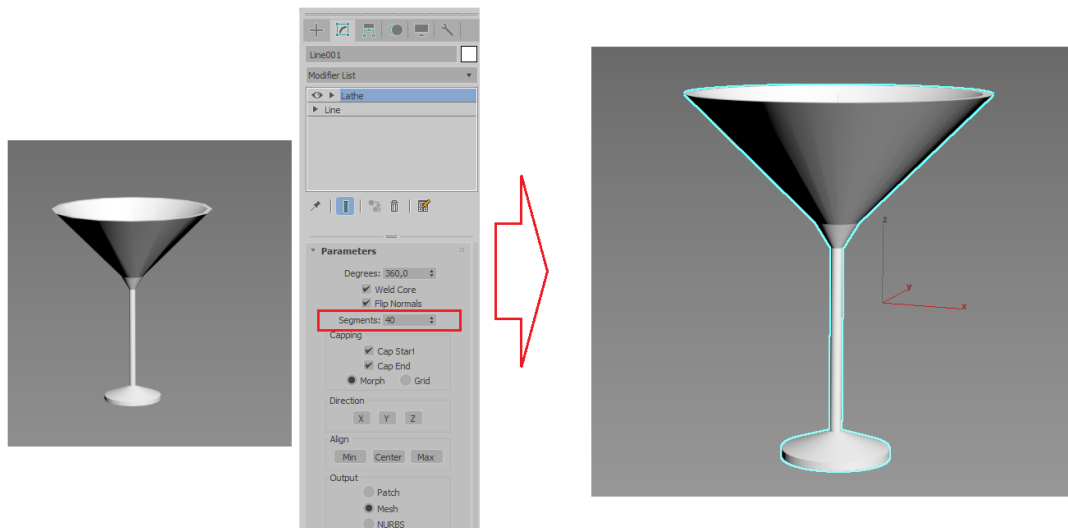 Line001
Modifier List
Lathe
Line
Parameters
Degrees: 360,0
Weld Core
Flip Normals
Segments: 40
Capping
Cap Start
Cap End
Morph Grid
Direction
X Y Z
Align
Min Center Max
Output
Patch
Mesh
NURBS
z
y
x